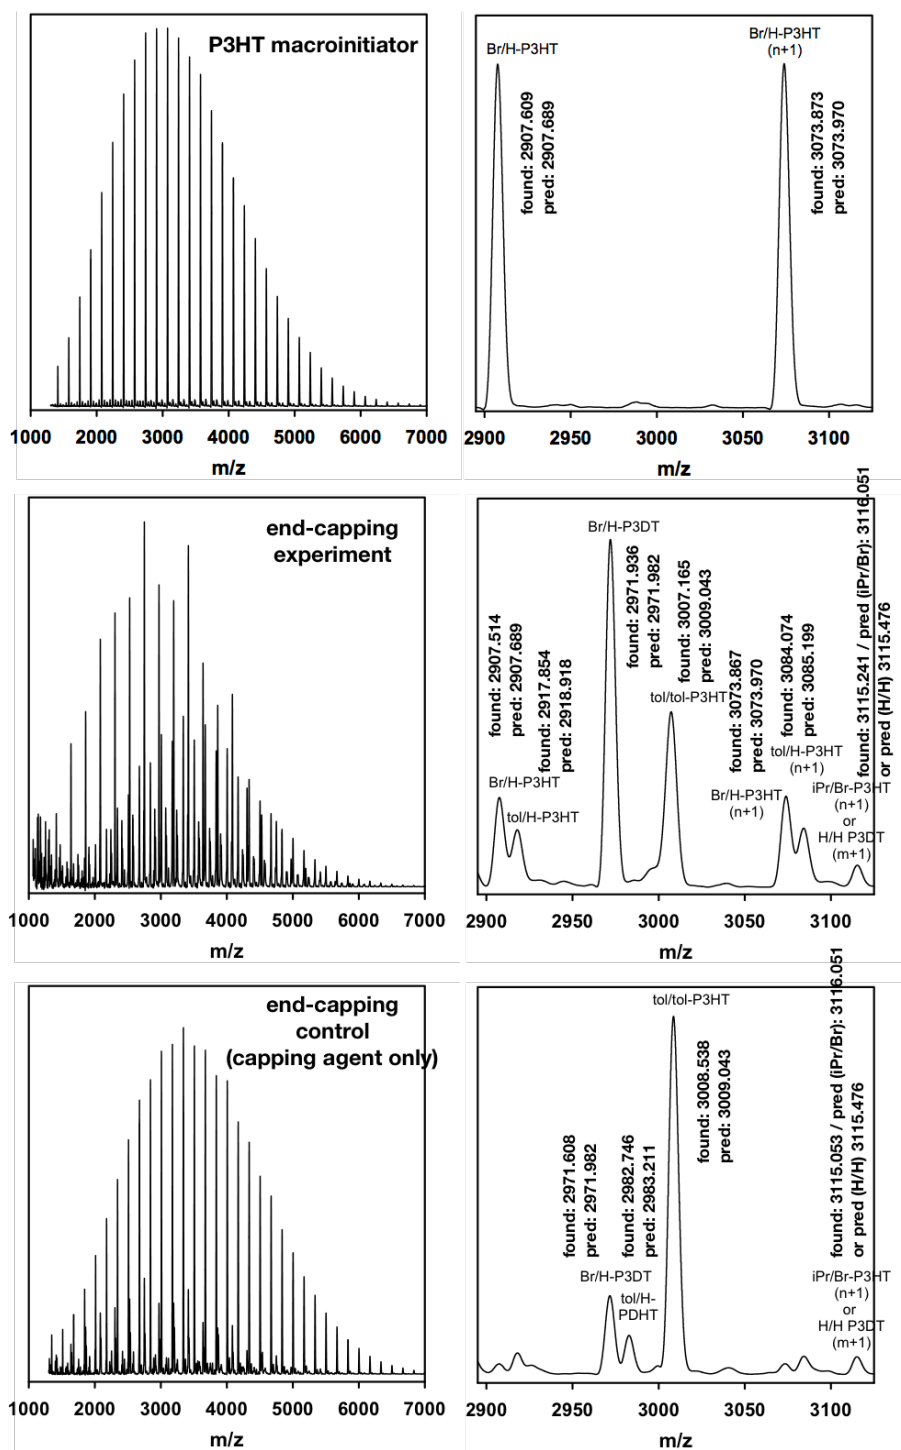 P3HT macroinitiator
1000 2000 3000 4000 5000 6000 7000
m/z
Br/H-P3HT
found: 2907.609
pred: 2907.689
Br/H-P3HT
(n+1)
found: 3073.873
pred: 3073.970
2900 2950 3000 3050 3100
m/z
end-capping
experiment
1000 2000 3000 4000 5000 6000 7000
m/z
found: 2907.514
pred: 2907.689
Br/H-P3HT
found: 2917.854
pred: 2918.918
tol/H-P3HT
Br/H-P3DT
found: 2971.936
pred: 2971.982
found: 3007.165
pred: 3009.043
tol/tol-P3HT
found: 3073.867
pred: 3073.970
Br/H-P3HT
(n+1)
found: 3084.074
pred: 3085.199
tol/H-P3HT
(n+1)
found: 3115.241 / pred (iPr/Br): 3116.051
or pred (H/H) 3115.476
iPr/Br-P3HT
(n+1)
or
H/H P3DT
(m+1)
2900 2950 3000 3050 3100
m/z
end-capping
control
(capping agent only)
1000 2000 3000 4000 5000 6000 7000
m/z
found: 2971.608
pred: 2971.982
Br/H-P3DT
found: 2982.746
pred: 2983.211
tol/H-
PDHT
tol/tol-P3HT
found: 3008.538
pred: 3009.043
found: 3115.053 / pred (iPr/Br): 3116.051
or pred (H/H) 3115.476
iPr/Br-P3HT
(n+1)
or
H/H P3DT
(m+1)
2900 2950 3000 3050 3100
m/z